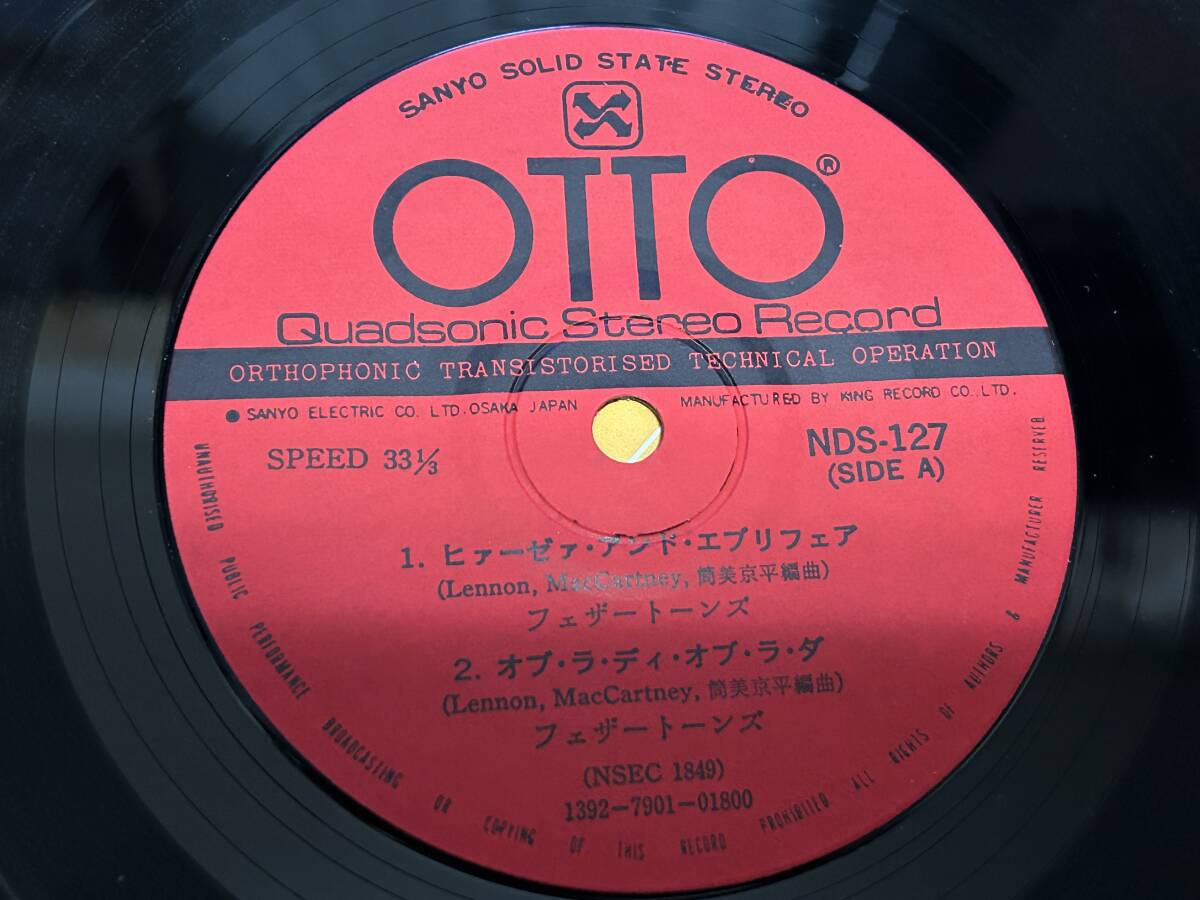 SANYO SOLID STATE STEREO
OTTO®
Quadsonic Stereo Record
ORTHOPHONIC TRANSISTORISED TECHNICAL OPERATION
● SANYO ELECTRIC CO. LTD. OSAKA JAPAN
MANUFACTURED BY KING RECORD CO., LTD.
SPEED 33⅓
NDS-127
(SIDE A)
1. ヒァーゼァ・アンド・エブリフェア
(Lennon, MacCartney, 筒美京平編曲)
フェザートーンズ
2. オブ・ラ・ディ・オブ・ラ・ダ
(Lennon, MacCartney, 筒美京平編曲)
フェザートーンズ
(NSEC 1849)
1392-7901-01800
UNAUTHORISED PUBLIC PERFORMANCE BROADCASTING OR COPYING OF THIS RECORD PROHIBITED ALL RIGHTS OF AUTHORS & MANUFACTURER RESERVED